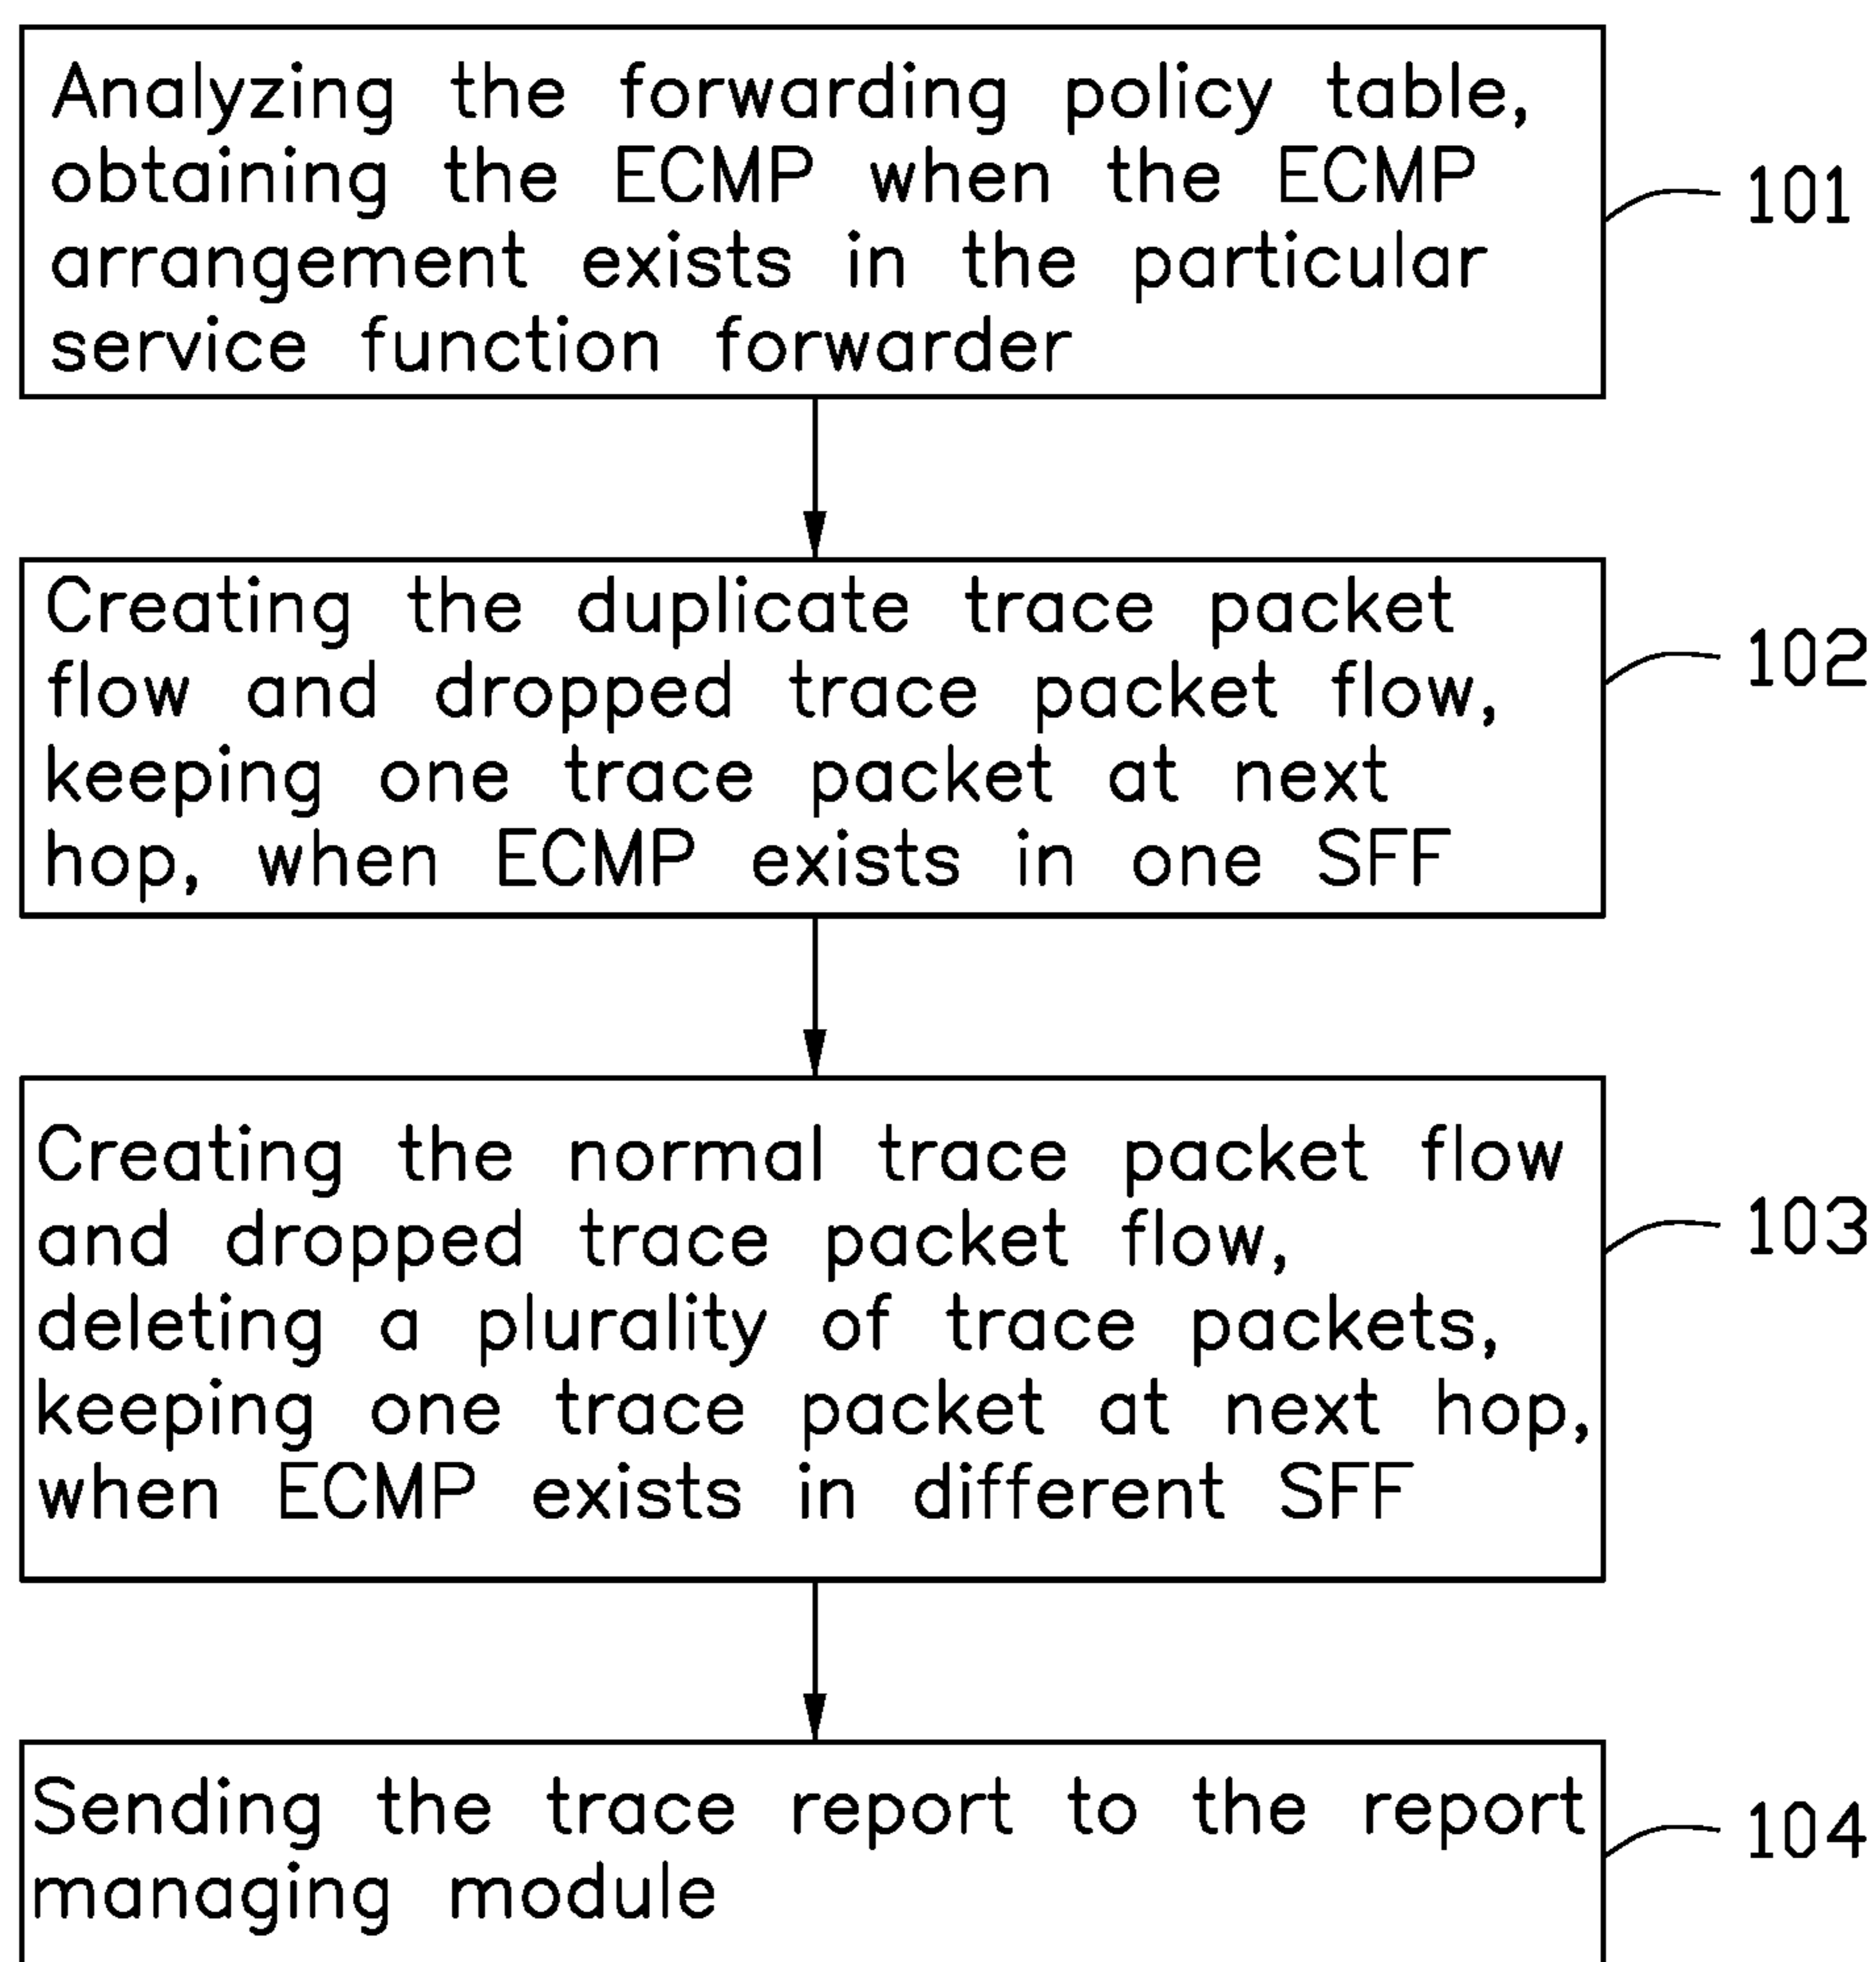 Analyzing the forwarding policy table,
obtaining the ECMP when the ECMP
arrangement exists in the particular
service function forwarder
101
Creating the duplicate trace packet
flow and dropped trace packet flow,
keeping one trace packet at next
hop, when ECMP exists in one SFF
102
Creating the normal trace packet flow
and dropped trace packet flow,
deleting a plurality of trace packets,
keeping one trace packet at next hop,
when ECMP exists in different SFF
103
Sending the trace report to the report
managing module
104